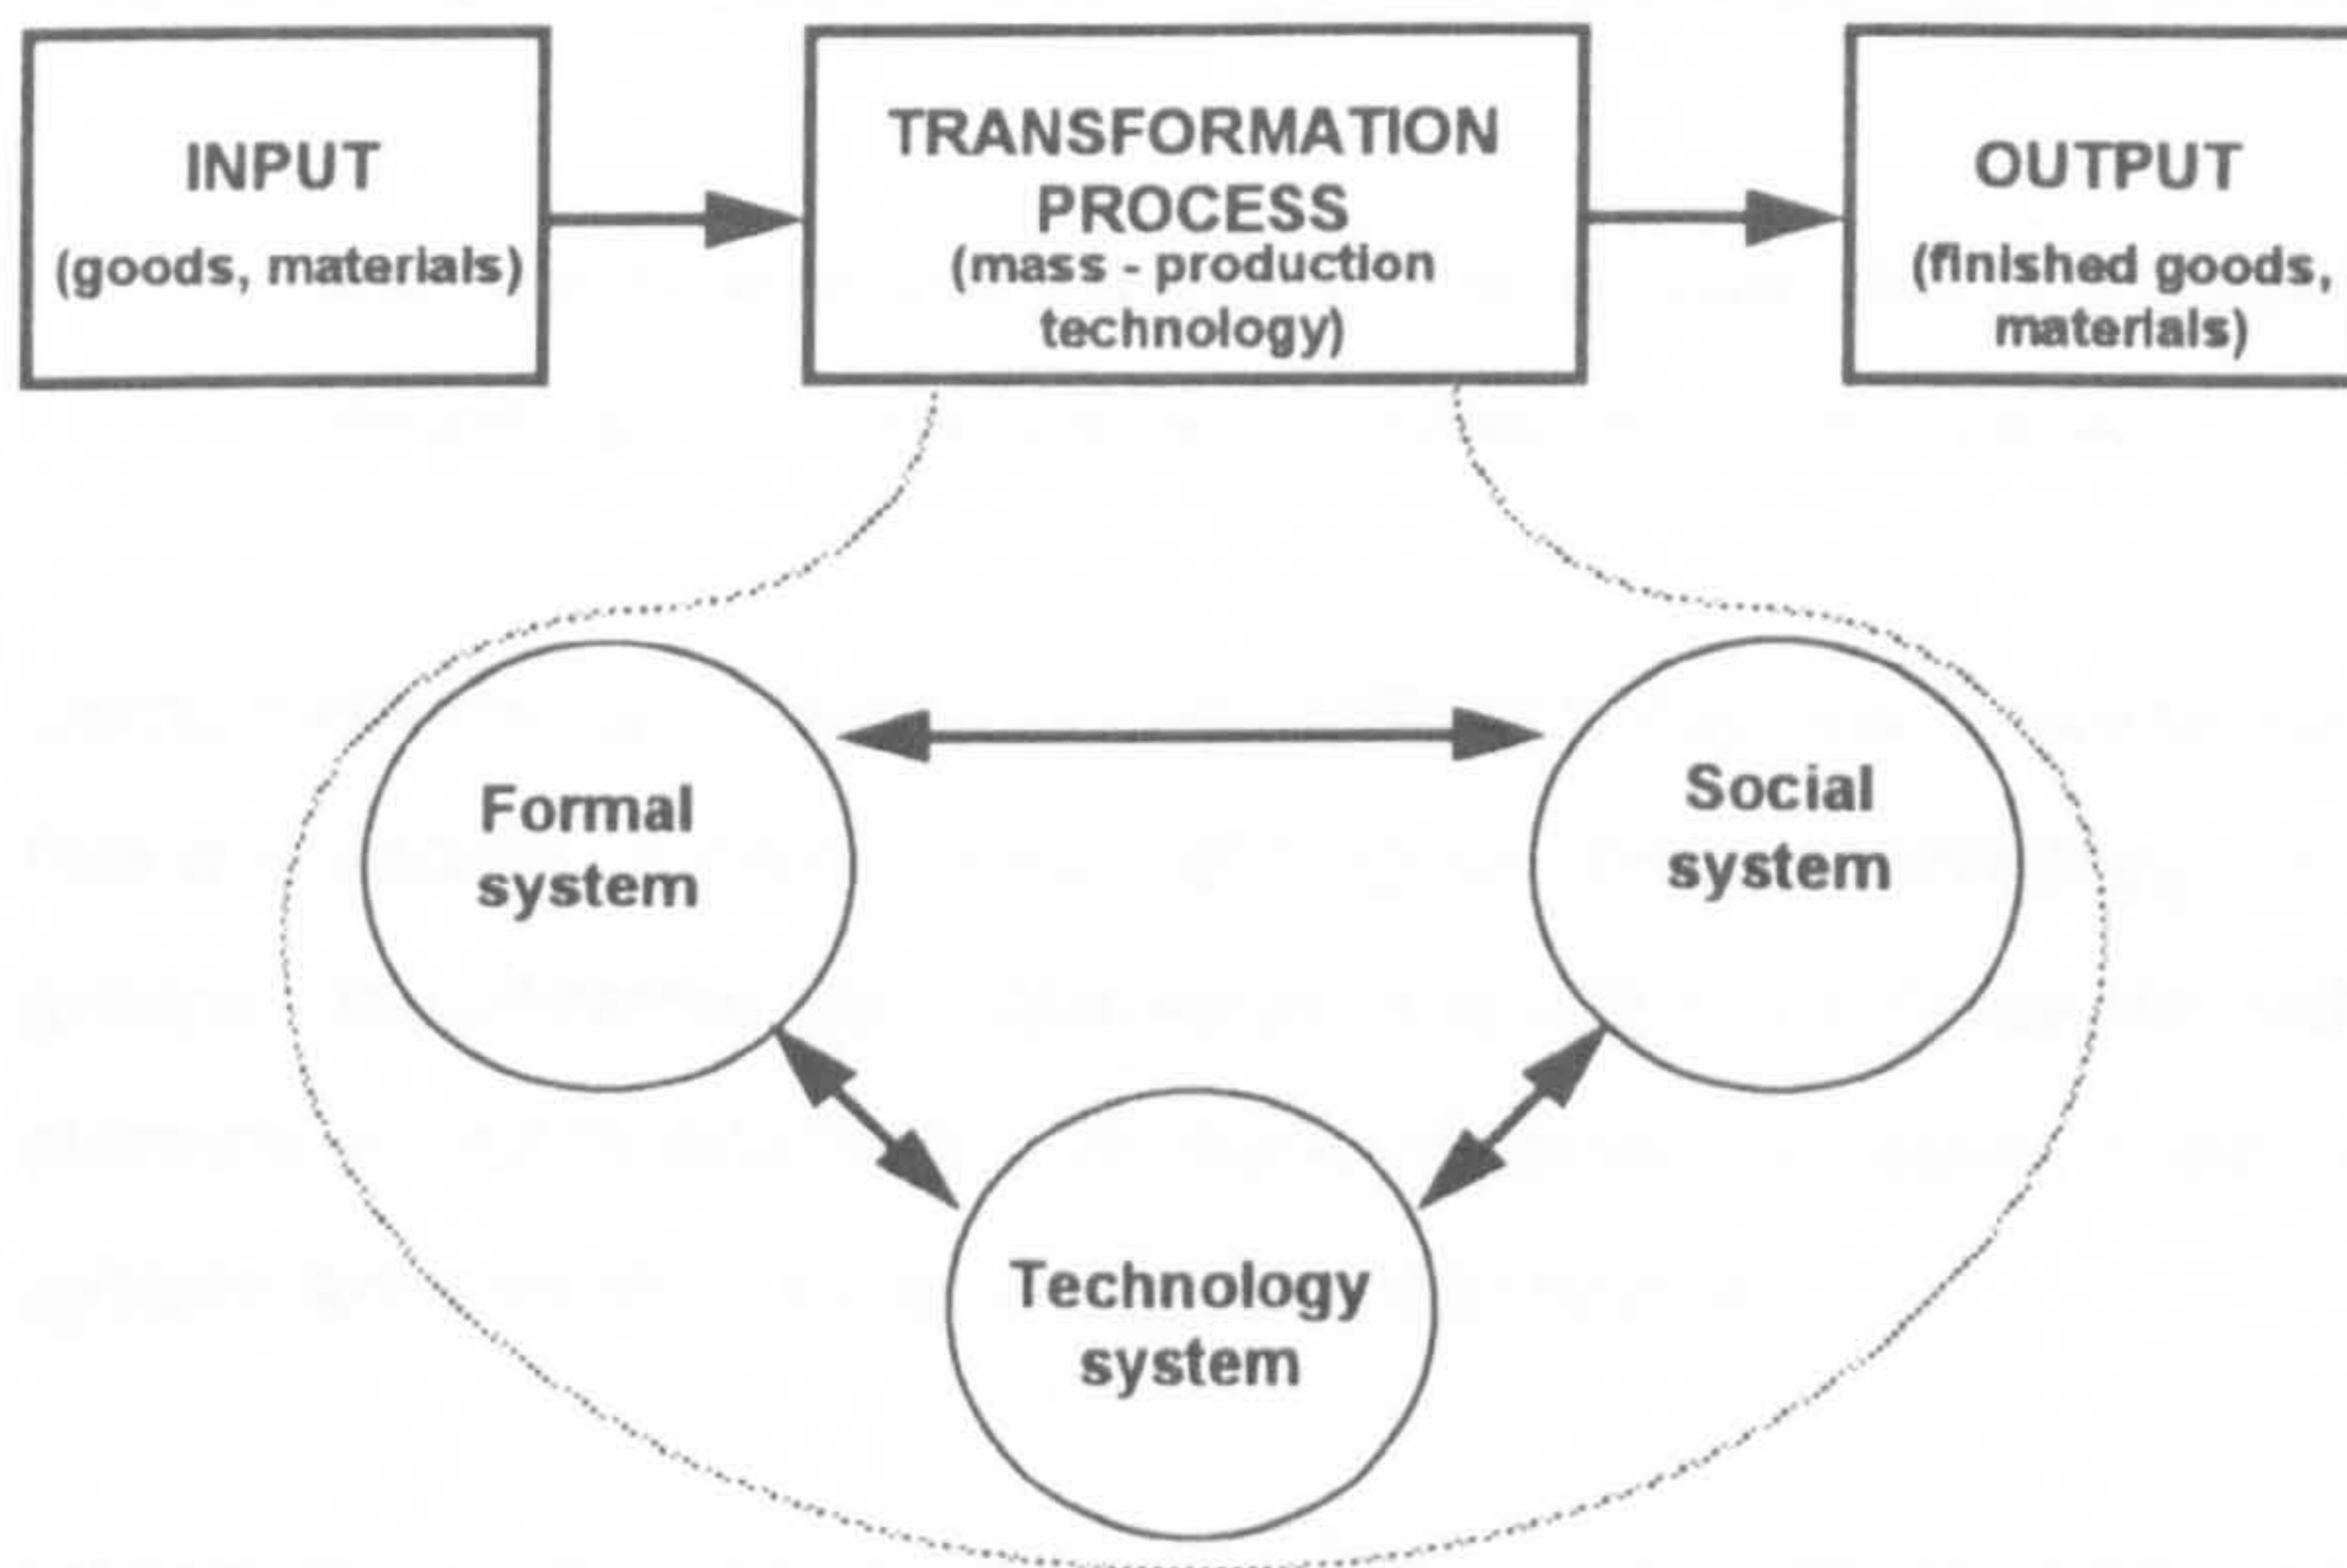 INPUT
(goods, materials)
TRANSFORMATION
PROCESS
(mass - production
technology)
OUTPUT
(finished goods,
materials)
Formal
system
Social
system
Technology
system